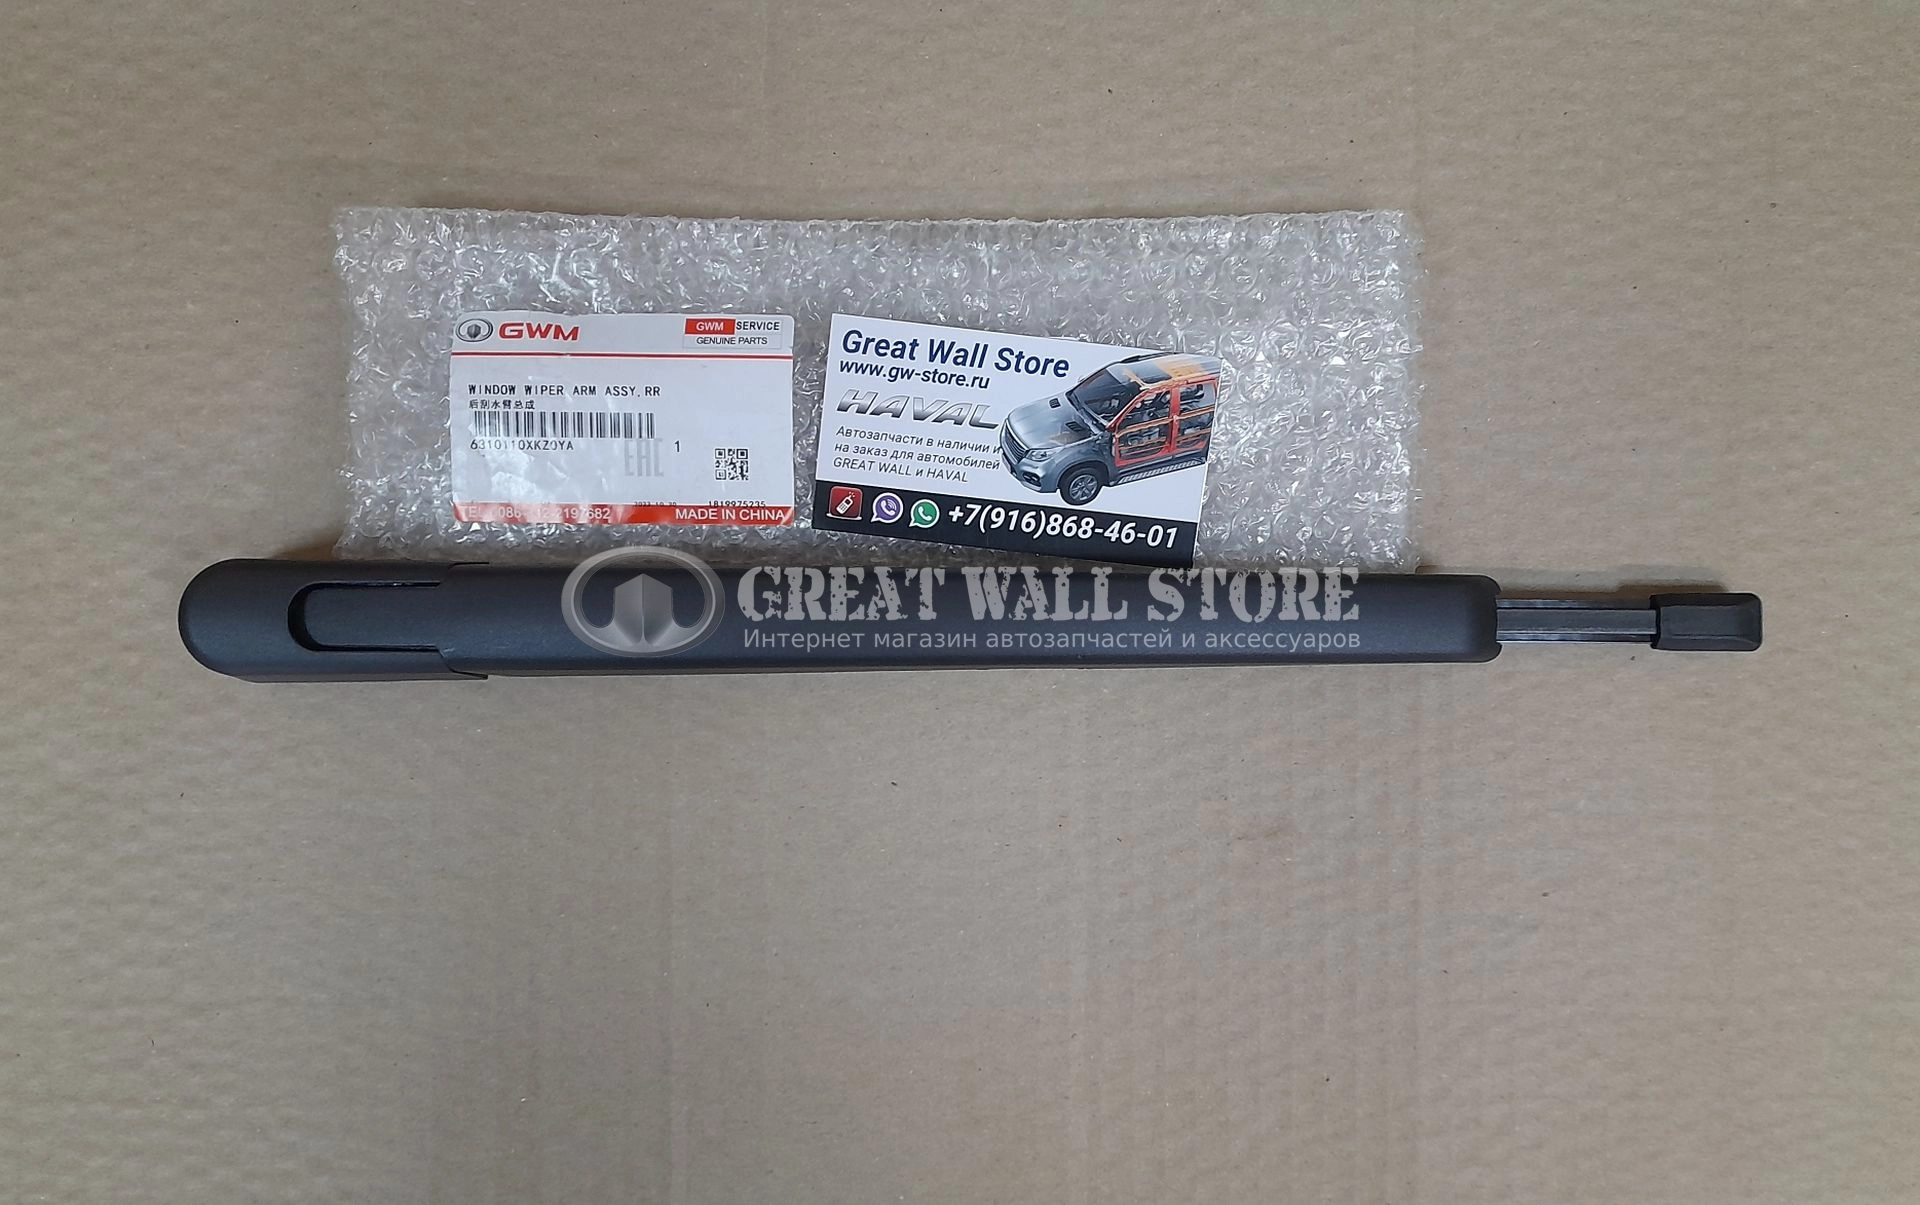 GWM
GWM SERVICE
GENUINE PARTS
WINDOW WIPER ARM ASSY,RR
后刮水臂总成
6310110XKZ0YA
EAC
1
1819975235
MADE IN CHINA
Great Wall Store
www.gw-store.ru
HAVAL
Автозапчасти в наличии и
на заказ для автомобилей
GREAT WALL и HAVAL
+7(916)868-46-01
GREAT WALL STORE
Интернет магазин автозапчастей и аксессуаров